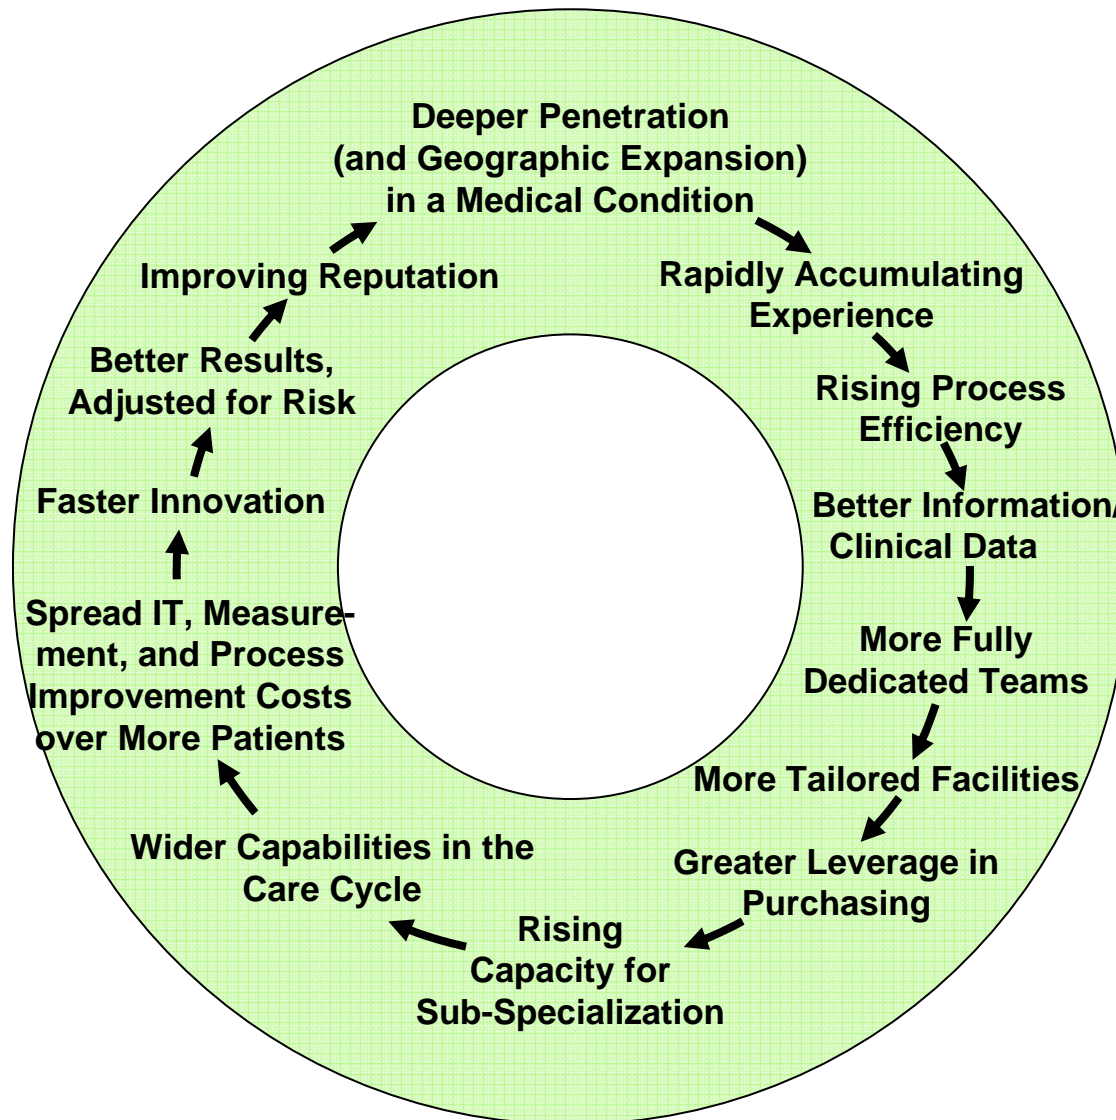 Deeper Penetration
(and Geographic Expansion)
in a Medical Condition
Rapidly Accumulating
Experience
Rising Process
Efficiency
Better Information/
Clinical Data
More Fully
Dedicated Teams
More Tailored Facilities
Greater Leverage in
Purchasing
Rising
Capacity for
Sub-Specialization
Wider Capabilities in the
Care Cycle
Spread IT, Measure-
ment, and Process
Improvement Costs
over More Patients
Faster Innovation
Better Results,
Adjusted for Risk
Improving Reputation